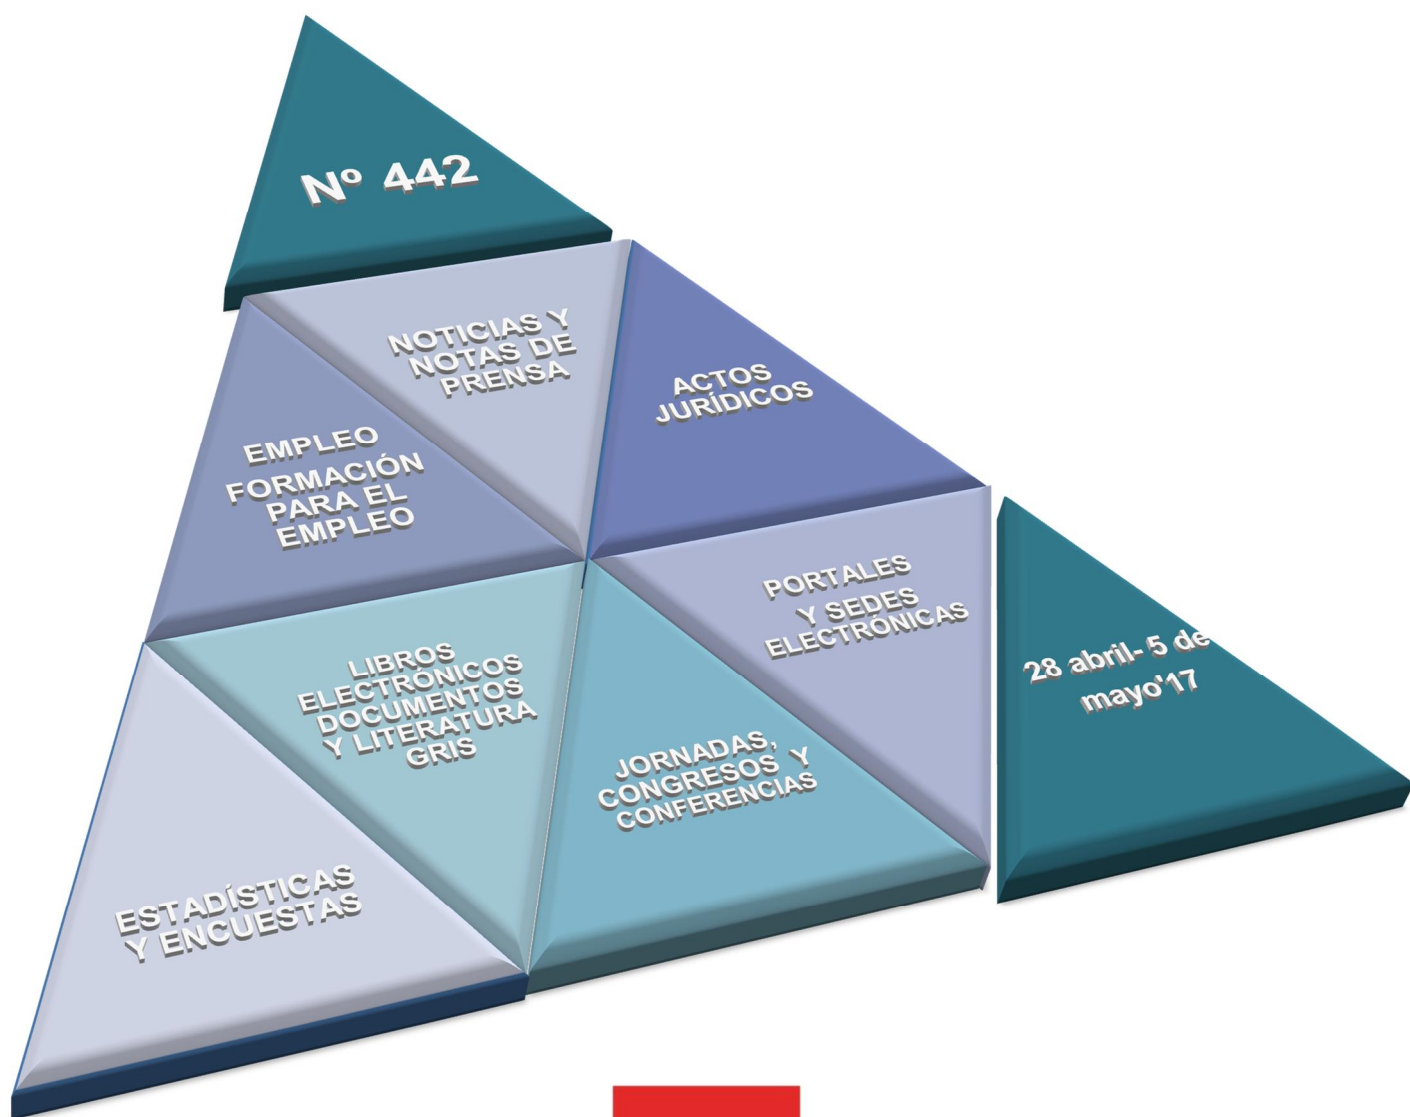 Nº 442
NOTICIAS Y
NOTAS DE
PRENSA
ACTOS
JURÍDICOS
EMPLEO
FORMACIÓN
PARA EL
EMPLEO
PORTALES
Y SEDES
ELECTRÓNICAS
28 abril- 5 de
mayo'17
LIBROS
ELECTRÓNICOS
DOCUMENTOS
Y LITERATURA
GRIS
JORNADAS,
CONGRESOS Y
CONFERENCIAS
ESTADÍSTICAS
Y ENCUESTAS